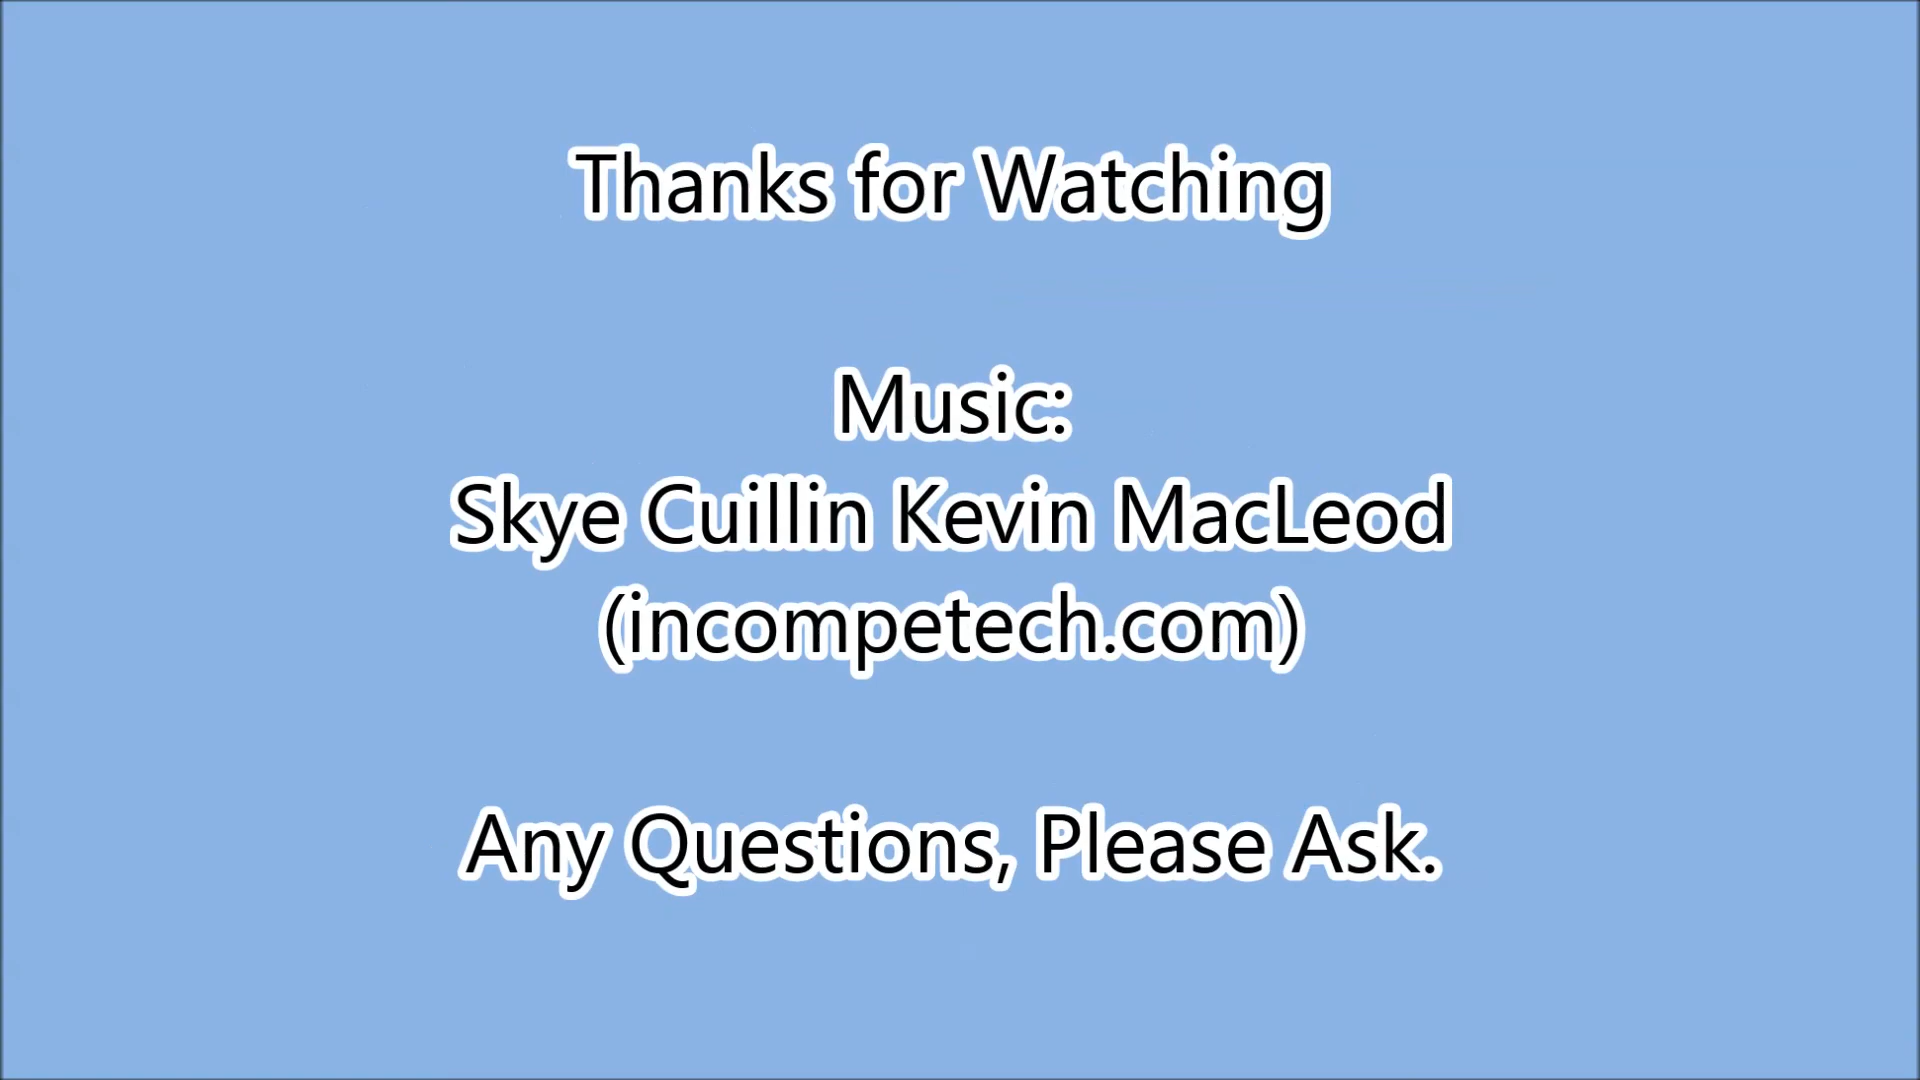 Thanks for Watching
Music:
Skye Cuillin Kevin MacLeod
(incompetech.com)
Any Questions, Please Ask.